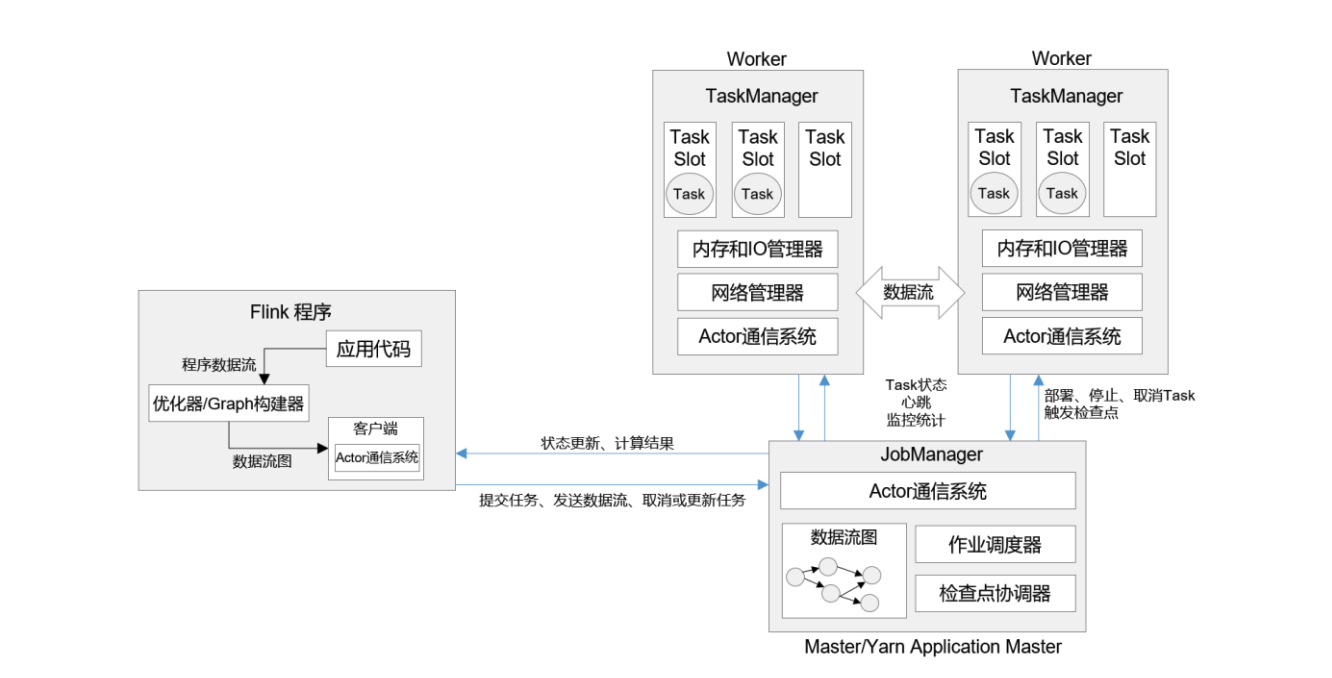 Worker
TaskManager
Task Slot
Task
Task Slot
Task
Task Slot
内存和IO管理器
网络管理器
Actor通信系统
数据流
Worker
TaskManager
Task Slot
Task
Task Slot
Task
Task Slot
内存和IO管理器
网络管理器
Actor通信系统
Flink 程序
应用代码
程序数据流
优化器/Graph构建器
数据流图
客户端
Actor通信系统
状态更新、计算结果
提交任务、发送数据流、取消或更新任务
Task状态
心跳
监控统计
部署、停止、取消Task
触发检查点
JobManager
Actor通信系统
数据流图
作业调度器
检查点协调器
Master/Yarn Application Master